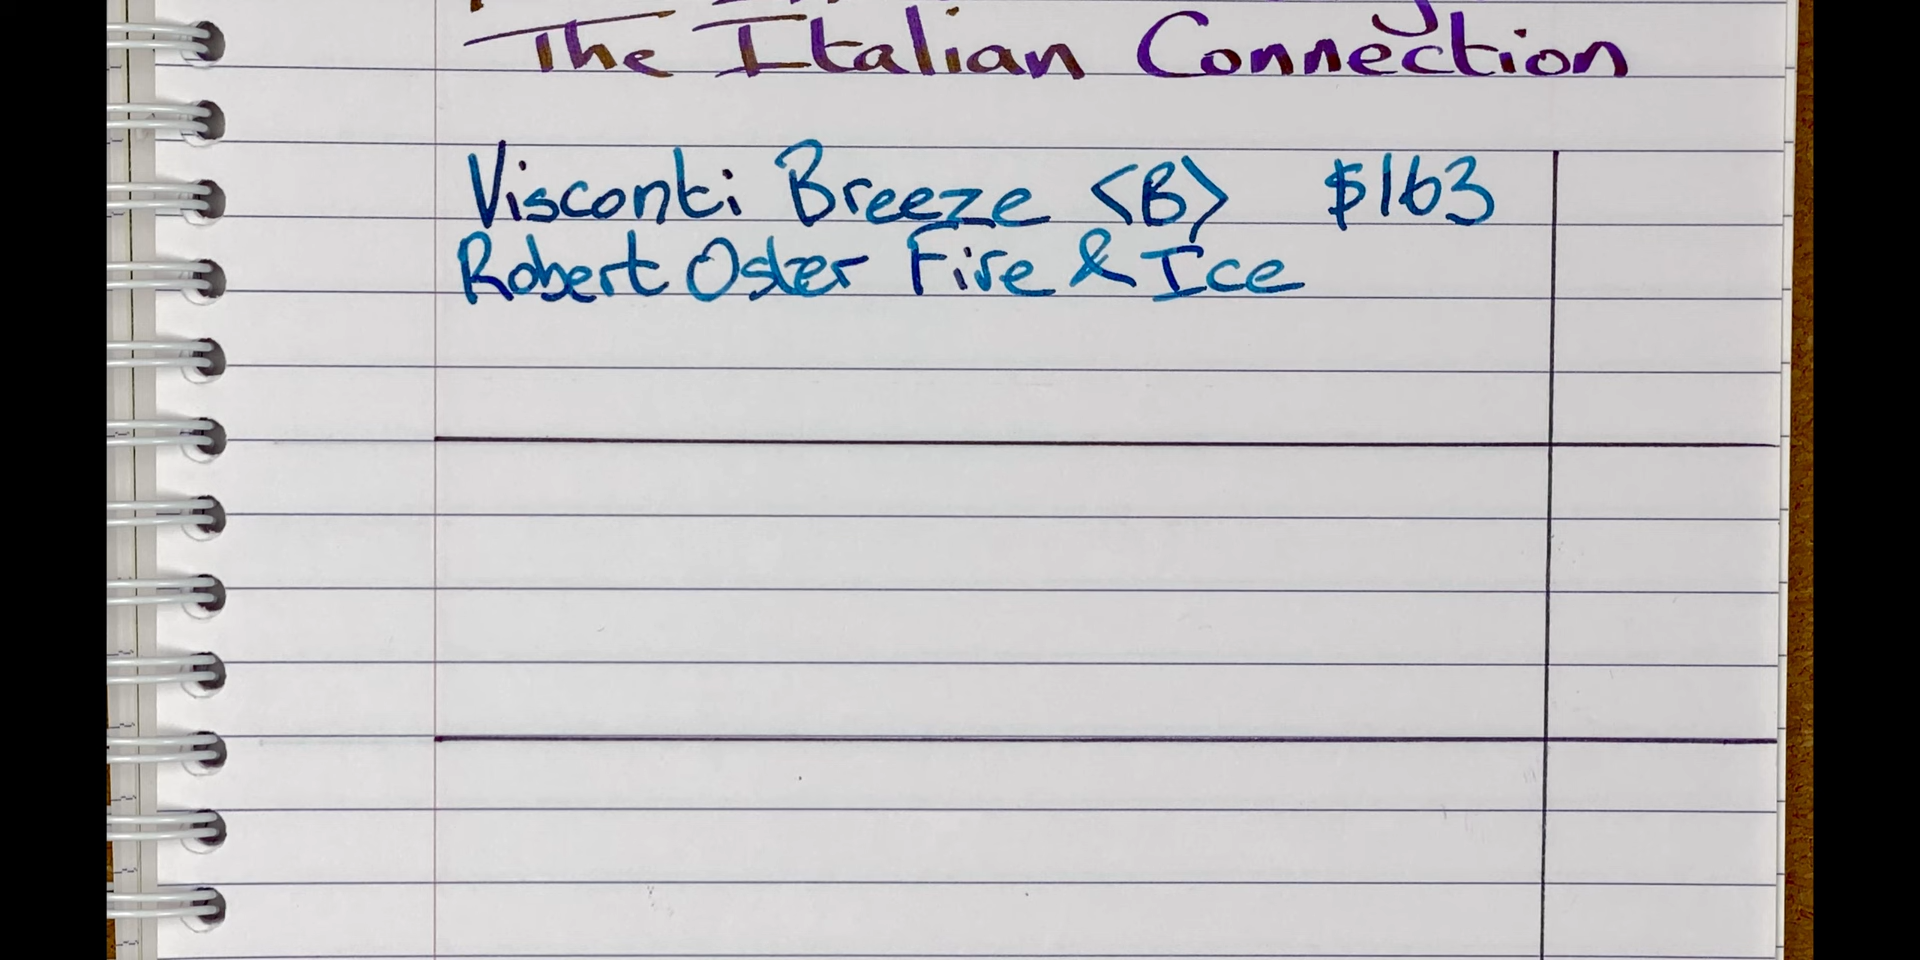 The Italian Connection
Visconti Breeze <B> $163
Robert Oster Fire & Ice